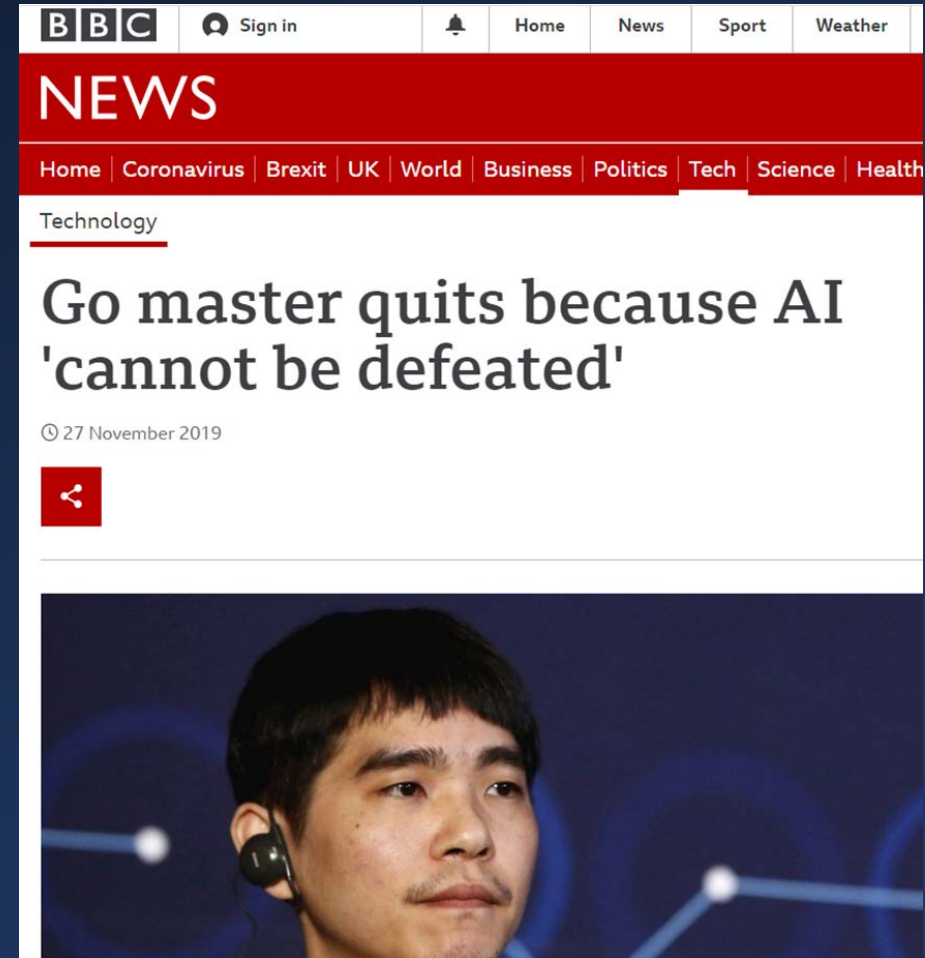 BBC Sign in Home News Sport Weather
NEWS
Home Coronavirus Brexit UK World Business Politics Tech Science Health
Technology
Go master quits because AI
'cannot be defeated'
27 November 2019